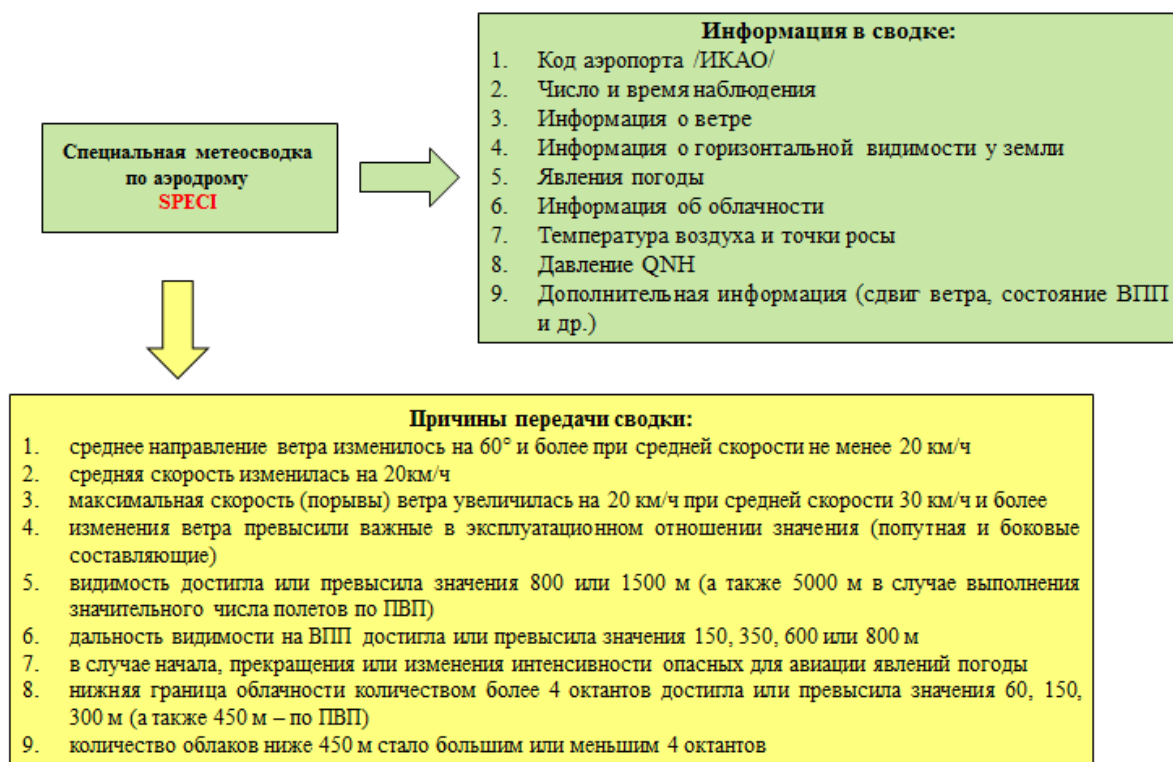 Специальная метеосводка
по аэродрому
SPECI
Информация в сводке:
1. Код аэропорта /ИКАО/
2. Число и время наблюдения
3. Информация о ветре
4. Информация о горизонтальной видимости у земли
5. Явления погоды
6. Информация об облачности
7. Температура воздуха и точки росы
8. Давление QNH
9. Дополнительная информация (сдвиг ветра, состояние ВПП
и др.)
Причины передачи сводки:
1. среднее направление ветра изменилось на 60° и более при средней скорости не менее 20 км/ч
2. средняя скорость изменилась на 20км/ч
3. максимальная скорость (порывы) ветра увеличилась на 20 км/ч при средней скорости 30 км/ч и более
4. изменения ветра превысили важные в эксплуатационном отношении значения (попутная и боковые
составляющие)
5. видимость достигла или превысила значения 800 или 1500 м (а также 5000 м в случае выполнения
значительного числа полетов по ПВП)
6. дальность видимости на ВПП достигла или превысила значения 150, 350, 600 или 800 м
7. в случае начала, прекращения или изменения интенсивности опасных для авиации явлений погоды
8. нижняя граница облачности количеством более 4 октантов достигла или превысила значения 60, 150,
300 м (а также 450 м – по ПВП)
9. количество облаков ниже 450 м стало большим или меньшим 4 октантов